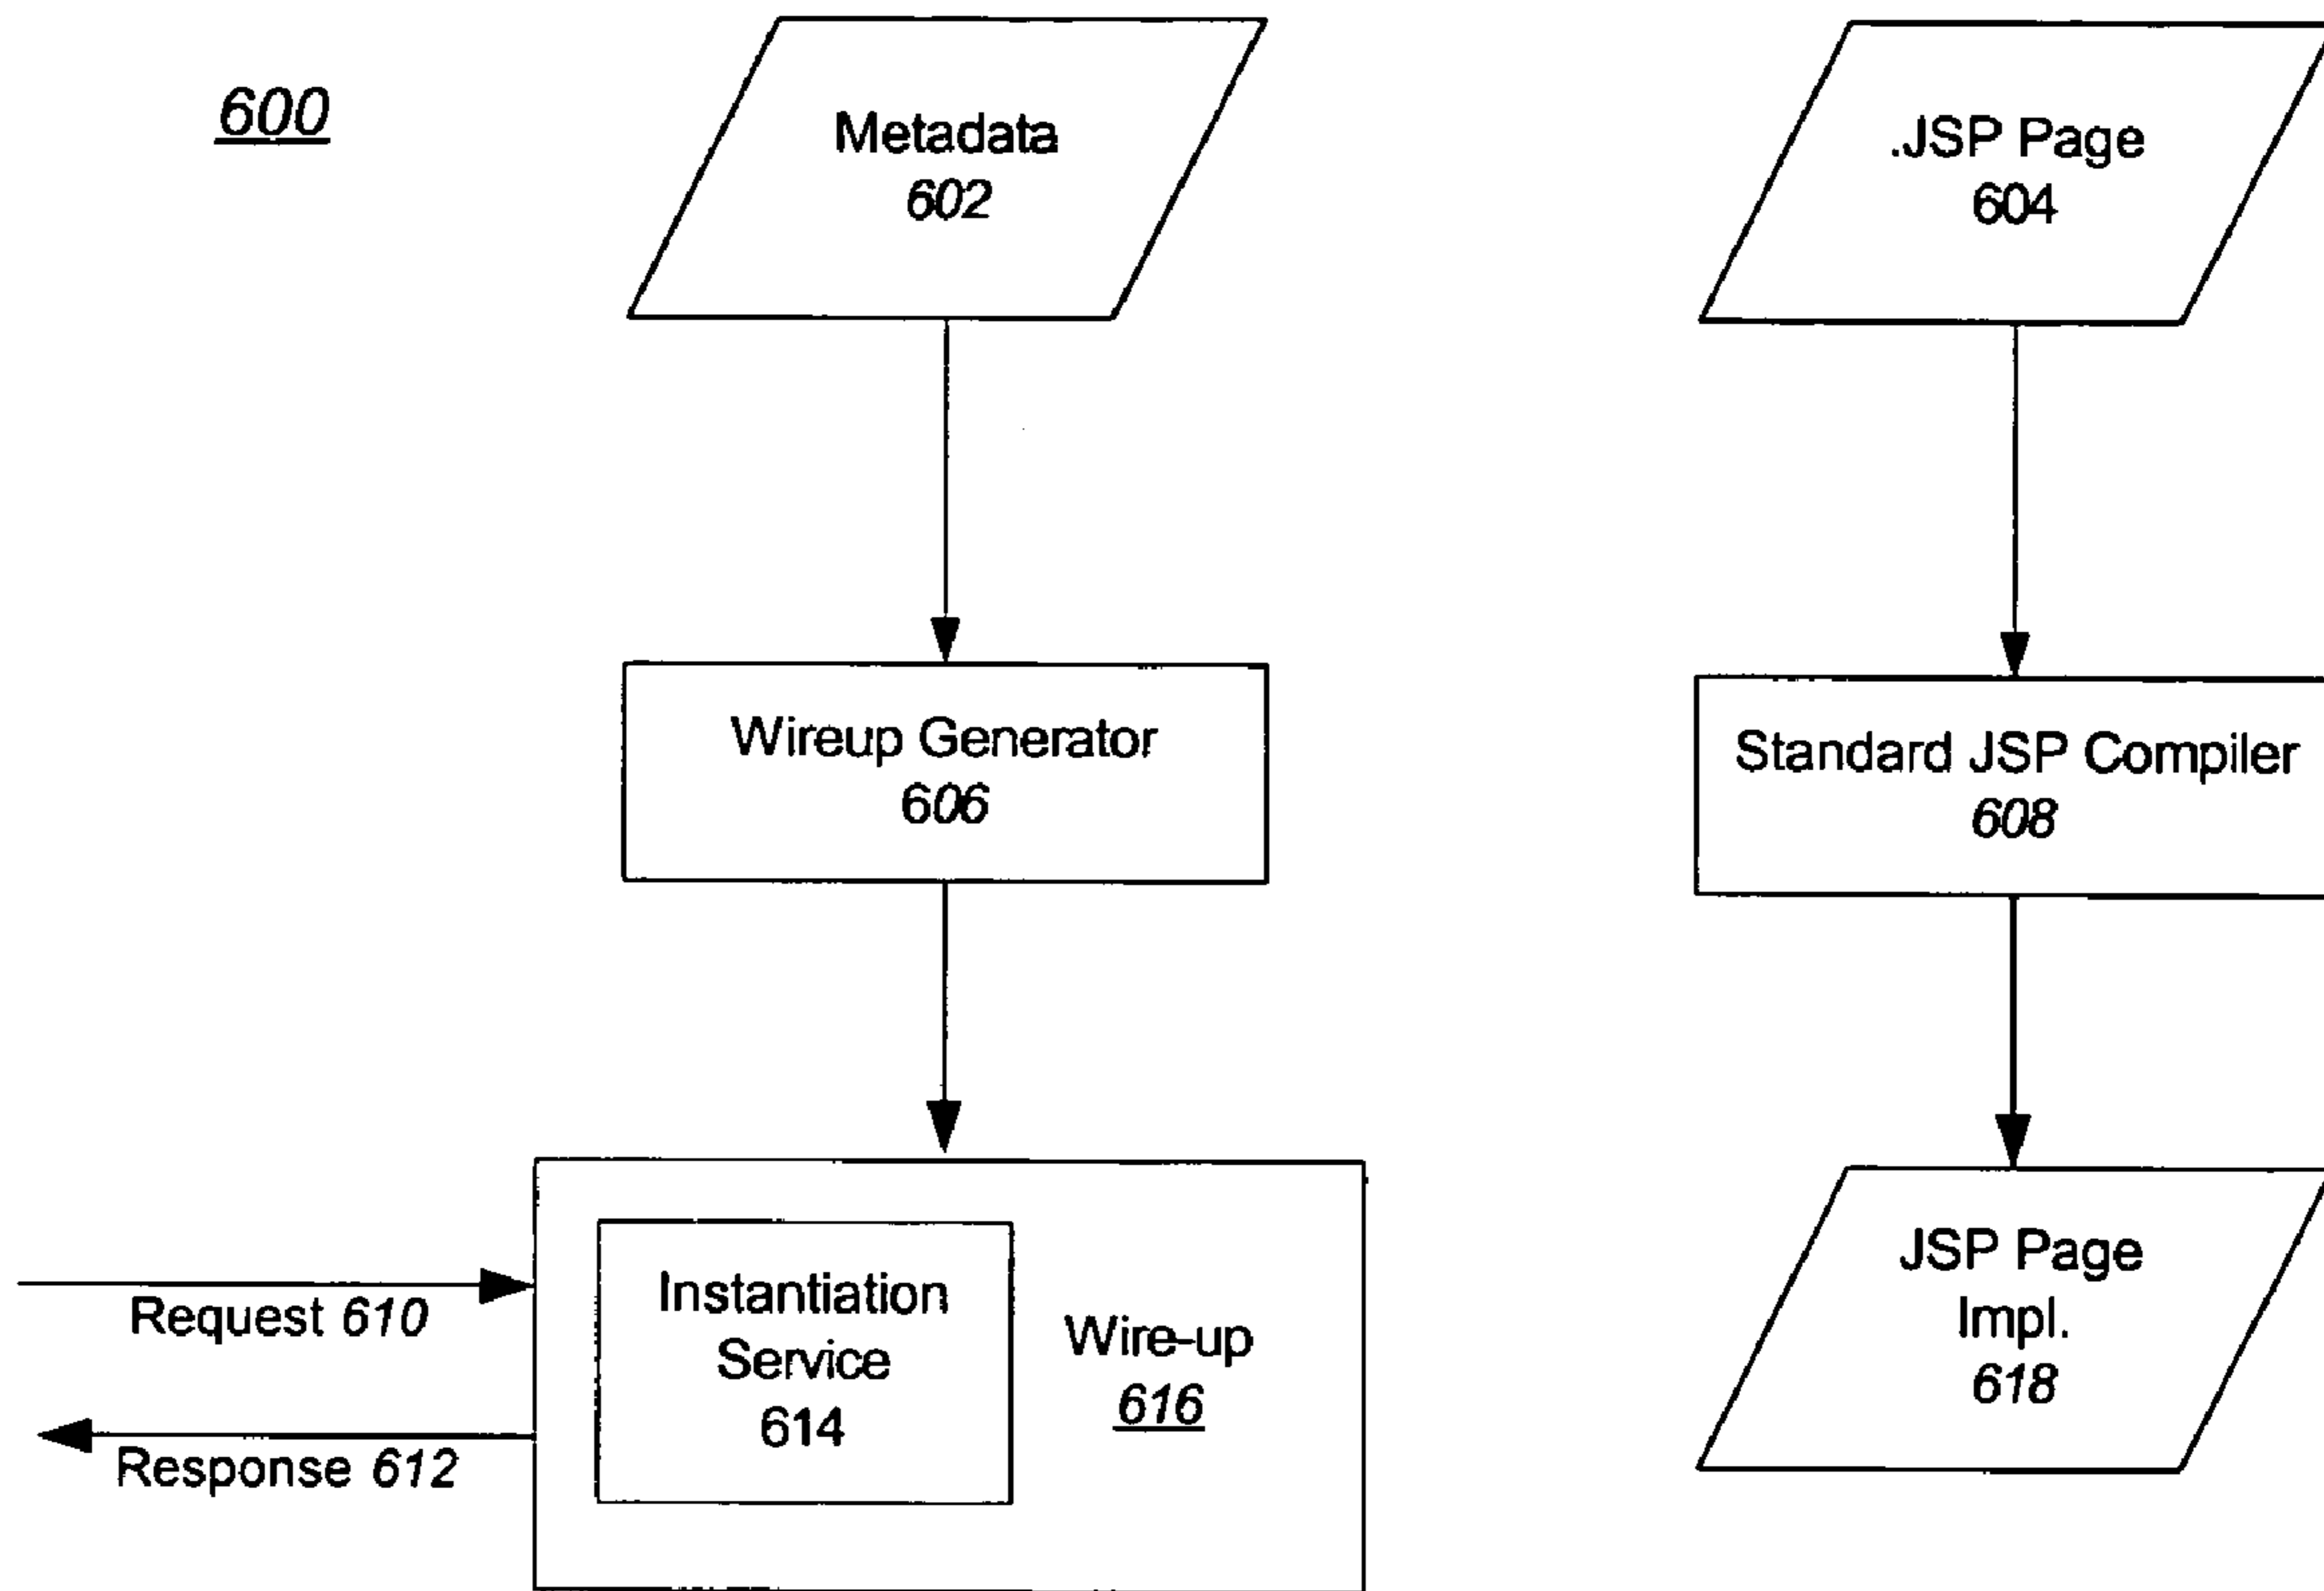 600
Metadata
602
.JSP Page
604
Wireup Generator
606
Standard JSP Compiler
608
Request 610
Response 612
Instantiation
Service
614
Wire-up
616
JSP Page
Impl.
618